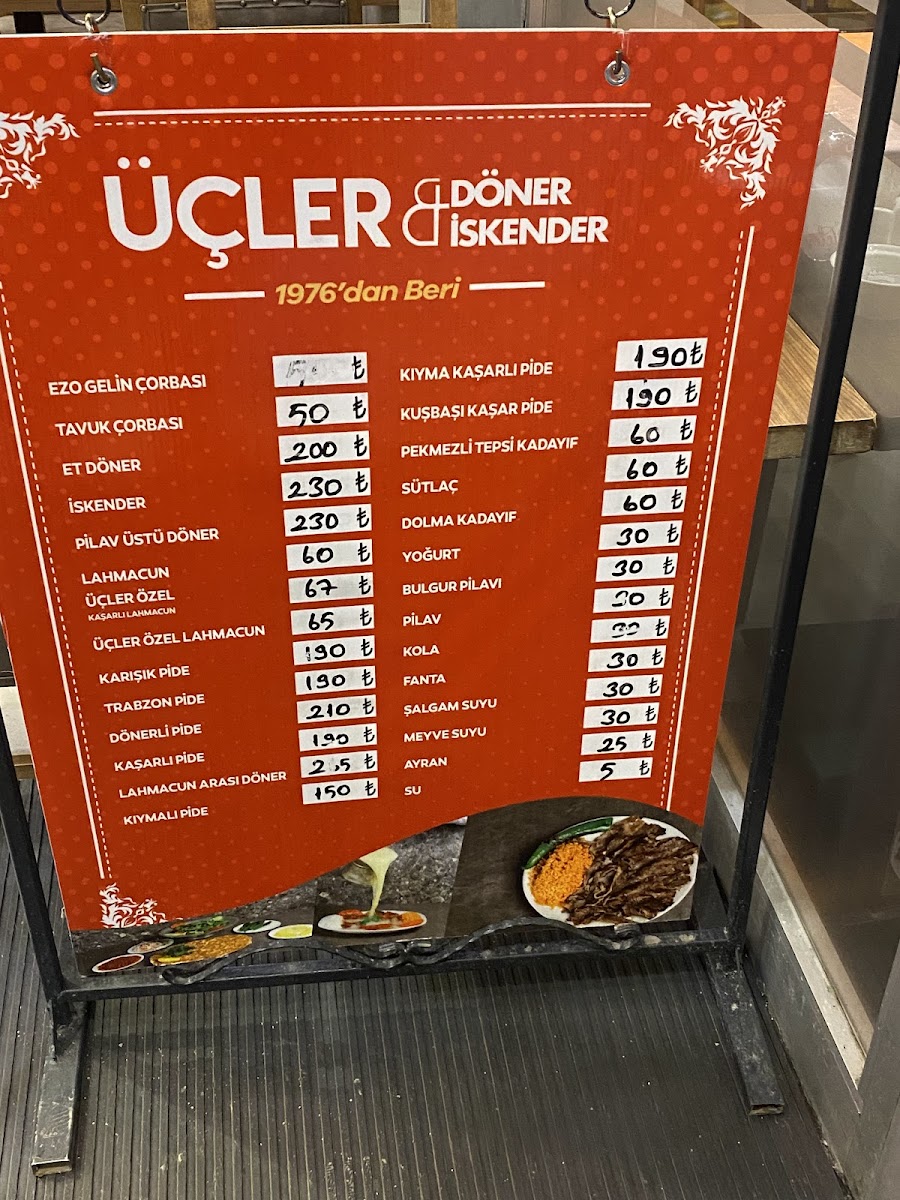 ÜÇLER & DÖNER
İSKENDER
1976'dan Beri
EZO GELİN ÇORBASI ₺
TAVUK ÇORBASI 50 ₺
ET DÖNER 200 ₺
İSKENDER 230 ₺
PİLAV ÜSTÜ DÖNER 230 ₺
LAHMACUN 60 ₺
ÜÇLER ÖZEL 67 ₺
KAŞARLI LAHMACUN
ÜÇLER ÖZEL LAHMACUN 65 ₺
KARIŞIK PİDE 190 ₺
TRABZON PİDE 190 ₺
DÖNERLİ PİDE 210 ₺
KAŞARLI PİDE 190 ₺
LAHMACUN ARASI DÖNER ₺
KIYMALI PİDE 150 ₺
KIYMA KAŞARLI PİDE 190 ₺
KUŞBAŞI KAŞAR PİDE 190 ₺
PEKMEZLİ TEPSİ KADAYIF 60 ₺
SÜTLAÇ 60 ₺
DOLMA KADAYIF 60 ₺
YOĞURT 30 ₺
BULGUR PİLAVI 30 ₺
PİLAV 30 ₺
KOLA 30 ₺
FANTA 30 ₺
ŞALGAM SUYU 30 ₺
MEYVE SUYU 30 ₺
AYRAN 25 ₺
SU 5 ₺